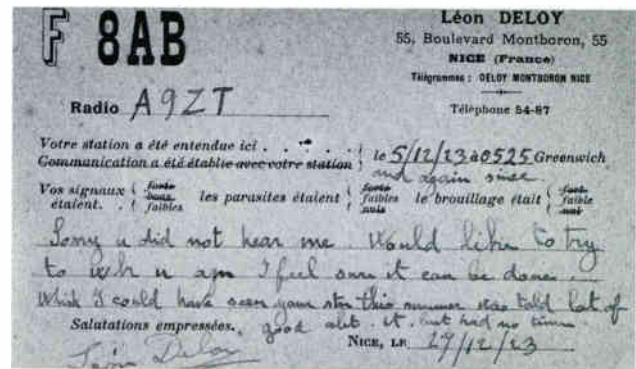 F 8AB
Léon DELOY
55, Boulevard Montboron, 55
NICE (France)
Télégrammes : DELOY MONTBORON NICE
Téléphone 54-87
Radio A9ZT
Votre station a été entendue ici . . . .
Communication a été établie avec votre station
le 5/12/23 à 0525 Greenwich
and again since
Vos signaux étaient. . forts bons faibles les parasites étaient forts faibles nuls le brouillage était fort faible nul
Sorry u did not hear me. Would like to try
to wk u agn I feel sure it can be done.
Wish I could have seen your stn this summer was told lot of
good abt it but had no time
Salutations empressées.
Léon Deloy
NICE, LE 29/12/23